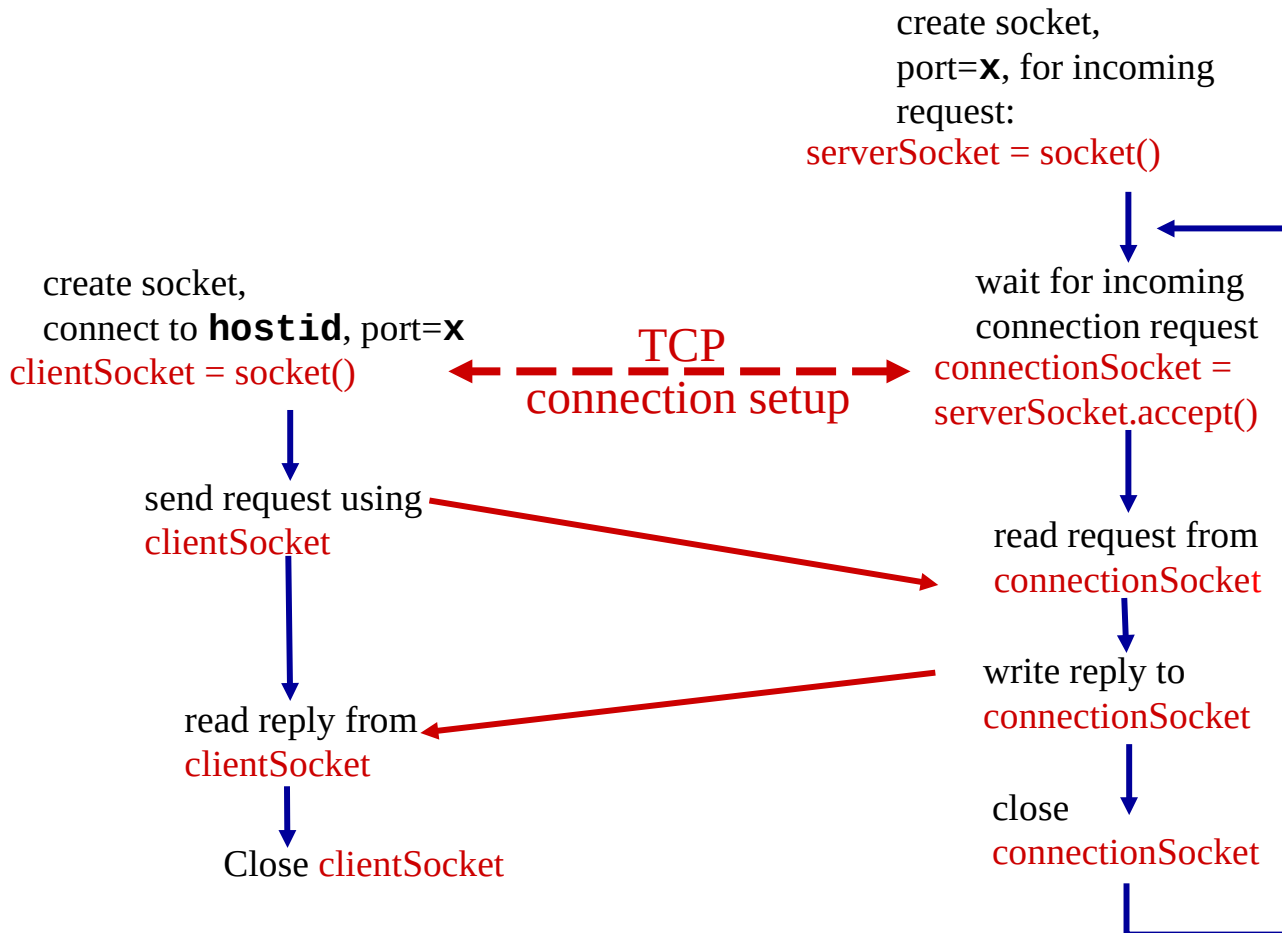 create socket,
port=x, for incoming
request:
serverSocket = socket()
create socket,
connect to hostid, port=x
clientSocket = socket()
TCP
connection setup
wait for incoming
connection request
connectionSocket =
serverSocket.accept()
send request using
clientSocket
read request from
connectionSocket
write reply to
connectionSocket
read reply from
clientSocket
close
connectionSocket
Close clientSocket